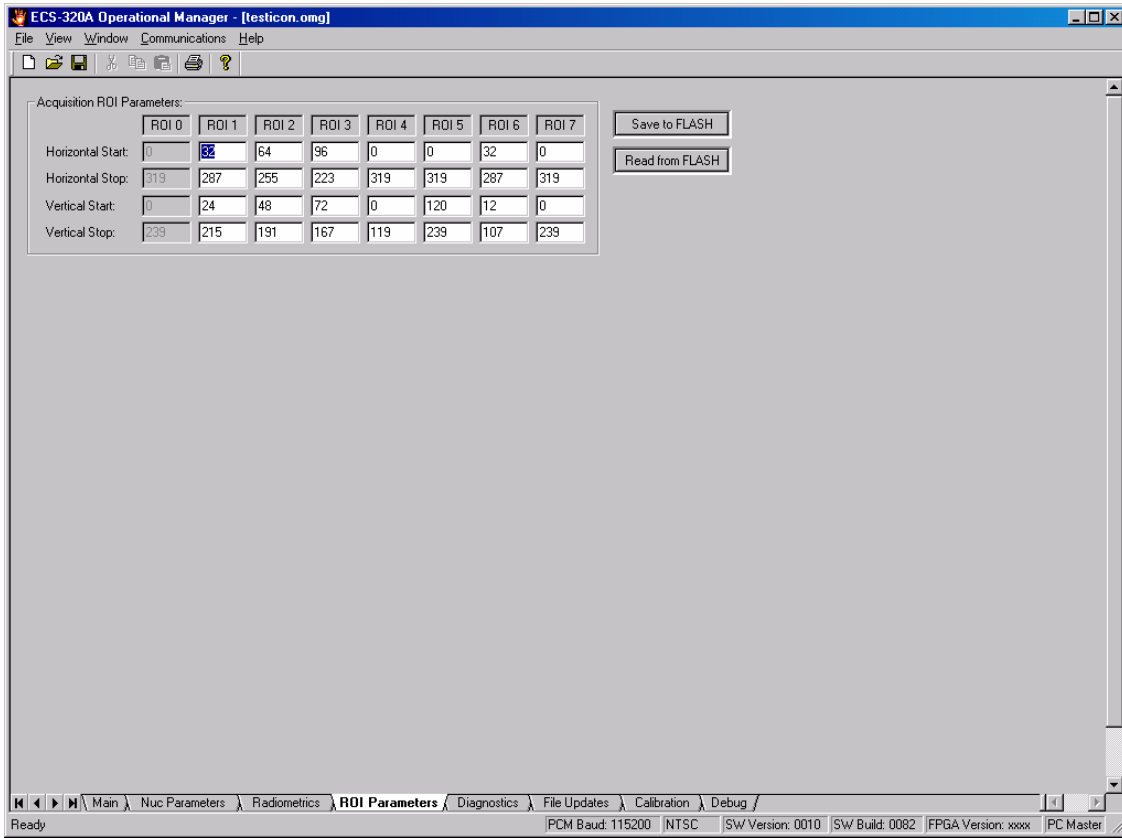 ECS-320A Operational Manager - [testicon.omg]
File View Window Communications Help
Acquisition ROI Parameters:
ROI 0 ROI 1 ROI 2 ROI 3 ROI 4 ROI 5 ROI 6 ROI 7
Horizontal Start: 0 32 64 96 0 0 32 0
Horizontal Stop: 319 287 255 223 319 319 287 319
Vertical Start: 0 24 48 72 0 120 12 0
Vertical Stop: 239 215 191 167 119 239 107 239
Save to FLASH
Read from FLASH
Main Nuc Parameters Radiometrics ROI Parameters Diagnostics File Updates Calibration Debug
Ready PCM Baud: 115200 NTSC SW Version: 0010 SW Build: 0082 FPGA Version: xxxx PC Master